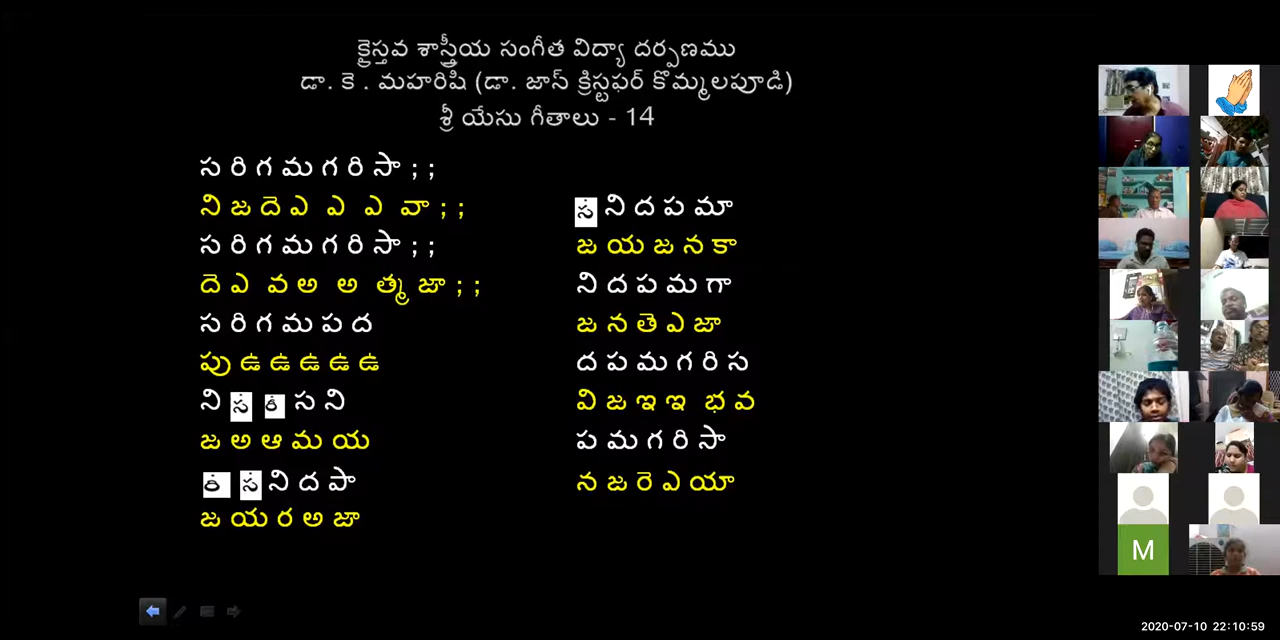 క్రైస్తవ శాస్త్రీయ సంగీత విద్యా దర్పణము
డా. కె . మహరిషి (డా. జాస్ క్రిస్టఫర్ కొమ్మలపూడి)
శ్రీ యేసు గీతాలు - 14
స రి గ మ గ రి సా ; ;
ని జ దె ఎ ఎ ఎ వా ; ;
స రి గ మ గ రి సా ; ;
దె ఎ వ అ అ త్మ జా ; ;
స రి గ మ ప ద
పు ఉ ఉ ఉ ఉ ఉ
ని స రి స ని
జ అ ఆ మ య
రి స ని ద పా
జ య ర అ జా
స ని ద ప మా
జ య జ న కా
ని ద ప మ గా
జ న తె ఎ జా
ద ప మ గ రి స
వి జ ఇ ఇ భ వ
ప మ గ రి సా
న జ రె ఎ యా
M
2020-07-10 22:10:59